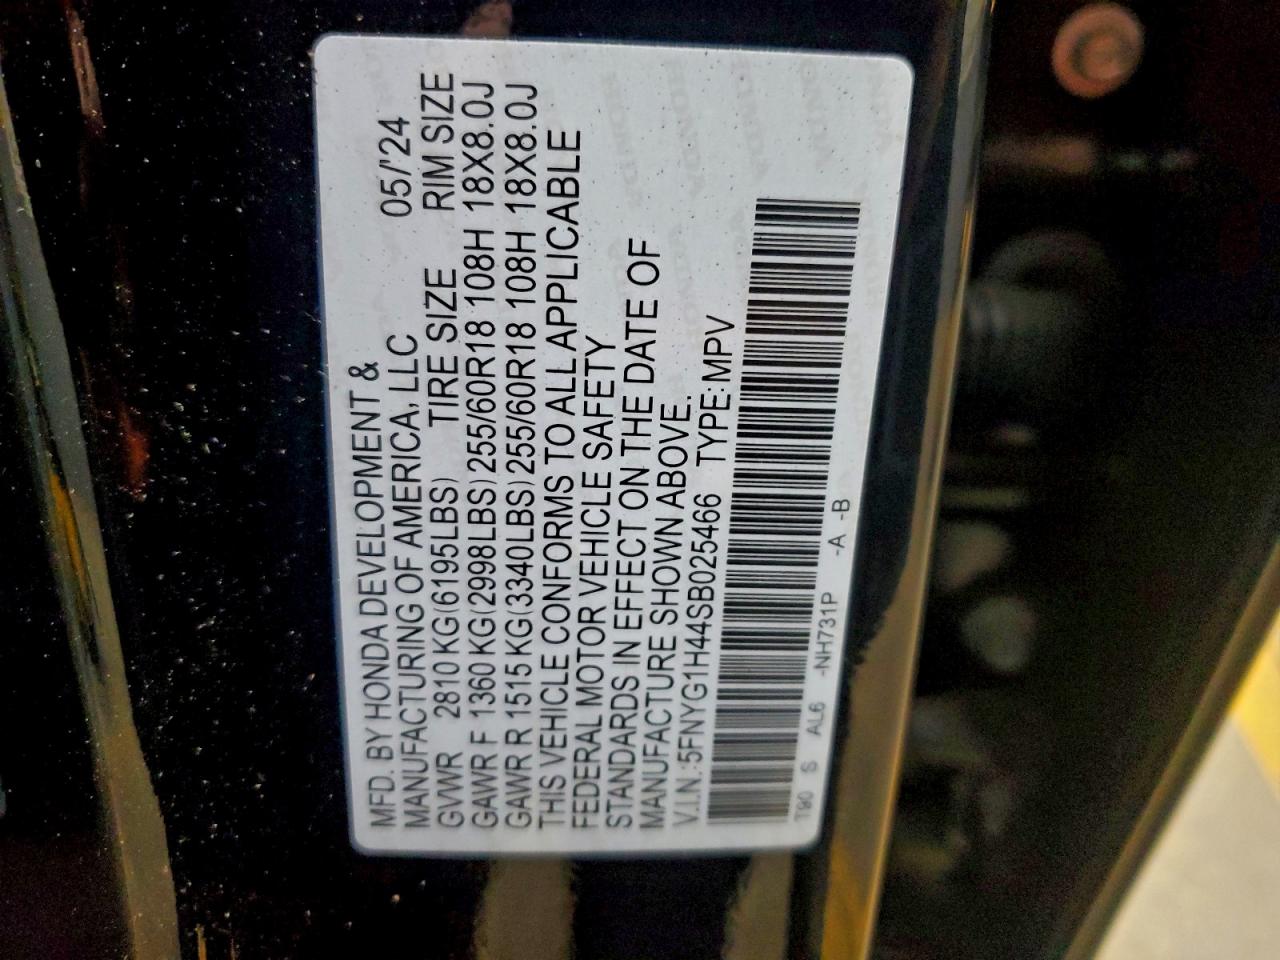 MFD. BY HONDA DEVELOPMENT &
MANUFACTURING OF AMERICA, LLC 05/'24
GVWR 2810 KG(6195LBS) TIRE SIZE RIM SIZE
GAWR F 1360 KG(2998LBS) 255/60R18 108H 18X8.0J
GAWR R 1515 KG(3340LBS) 255/60R18 108H 18X8.0J
THIS VEHICLE CONFORMS TO ALL APPLICABLE
FEDERAL MOTOR VEHICLE SAFETY
STANDARDS IN EFFECT ON THE DATE OF
MANUFACTURE SHOWN ABOVE.
V.I.N.:5FNYG1H44SB025466 TYPE:MPV
T90 S AL6 -NH731P -A -B